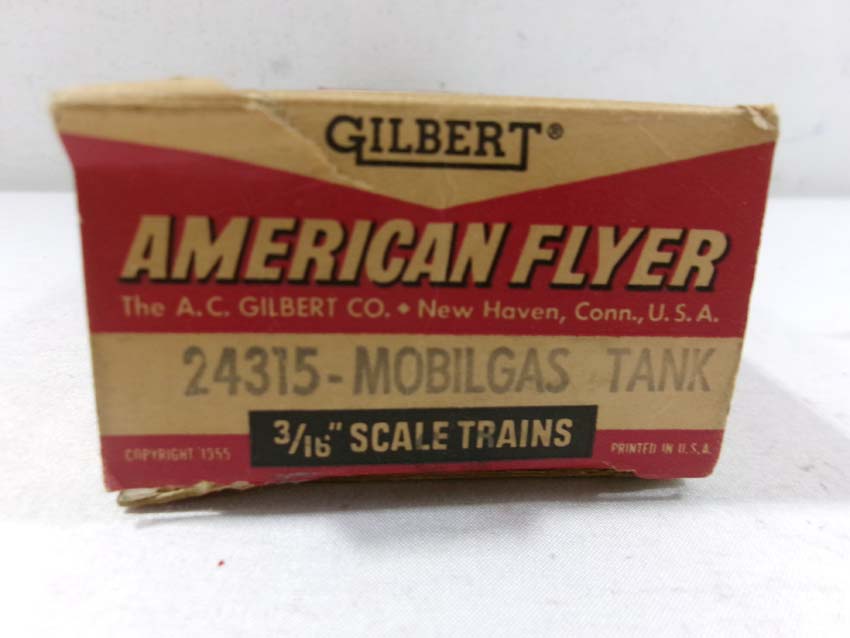 GILBERT®
AMERICAN FLYER
The A.C. GILBERT CO. ◆ New Haven, Conn., U.S.A.
24315-MOBILGAS TANK
3/16" SCALE TRAINS
COPYRIGHT 1955
PRINTED IN U.S.A.